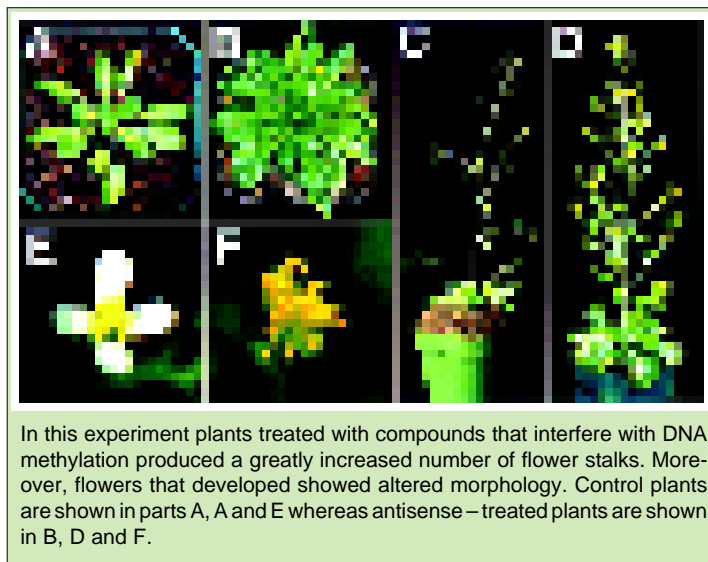 A B C D
E F
In this experiment plants treated with compounds that interfere with DNA
methylation produced a greatly increased number of flower stalks. More-
over, flowers that developed showed altered morphology. Control plants
are shown in parts A, A and E whereas antisense – treated plants are shown
in B, D and F.